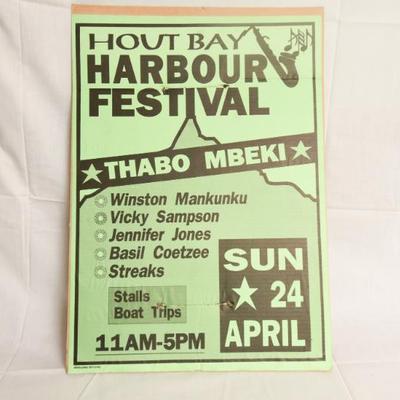 HOUT BAY
HARBOUR
FESTIVAL
THABO MBEKI
Winston Mankunku
Vicky Sampson
Jennifer Jones
Basil Coetzee
Streaks
Stalls
Boat Trips
11AM-5PM
SUN
24
APRIL